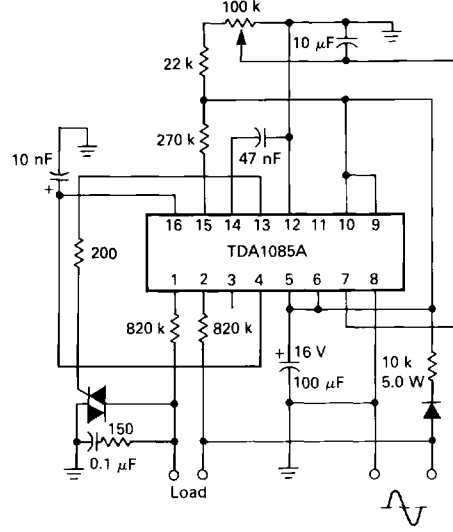 100 k
22 k
10 μF
270 k
47 nF
10 nF
+
16 15 14 13 12 11 10 9
200
TDA1085A
1 2 3 4 5 6 7 8
820 k
820 k
+
16 V
100 μF
10 k
5.0 W
150
0.1 μF
Load